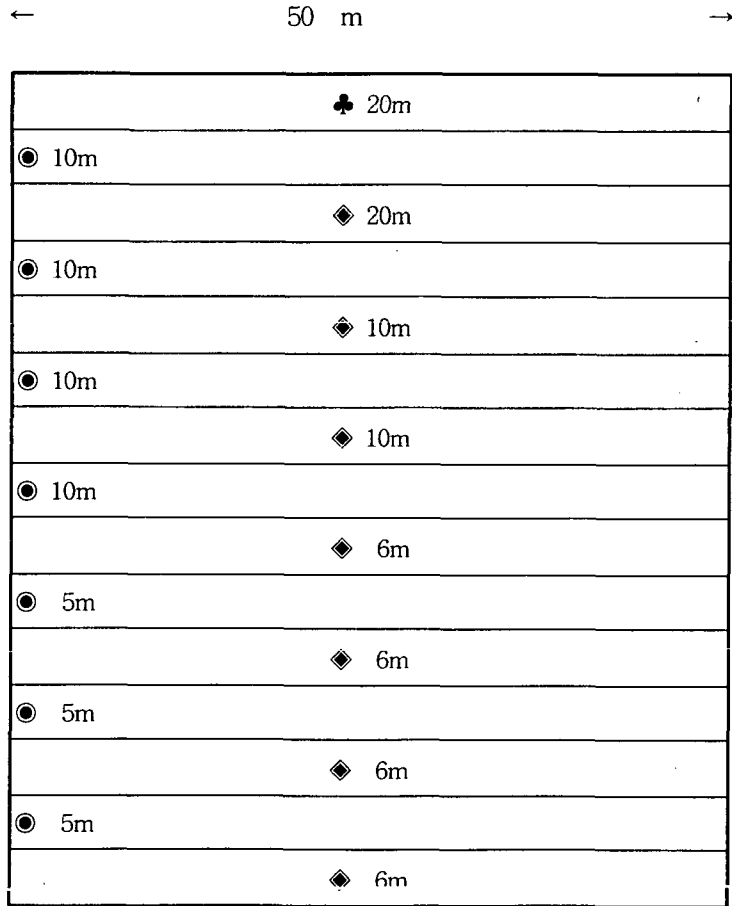 ← 50 m →
♣ 20m
◉ 10m
◈ 20m
◉ 10m
◈ 10m
◉ 10m
◈ 10m
◉ 10m
◈ 6m
◉ 5m
◈ 6m
◉ 5m
◈ 6m
◉ 5m
◈ 6m